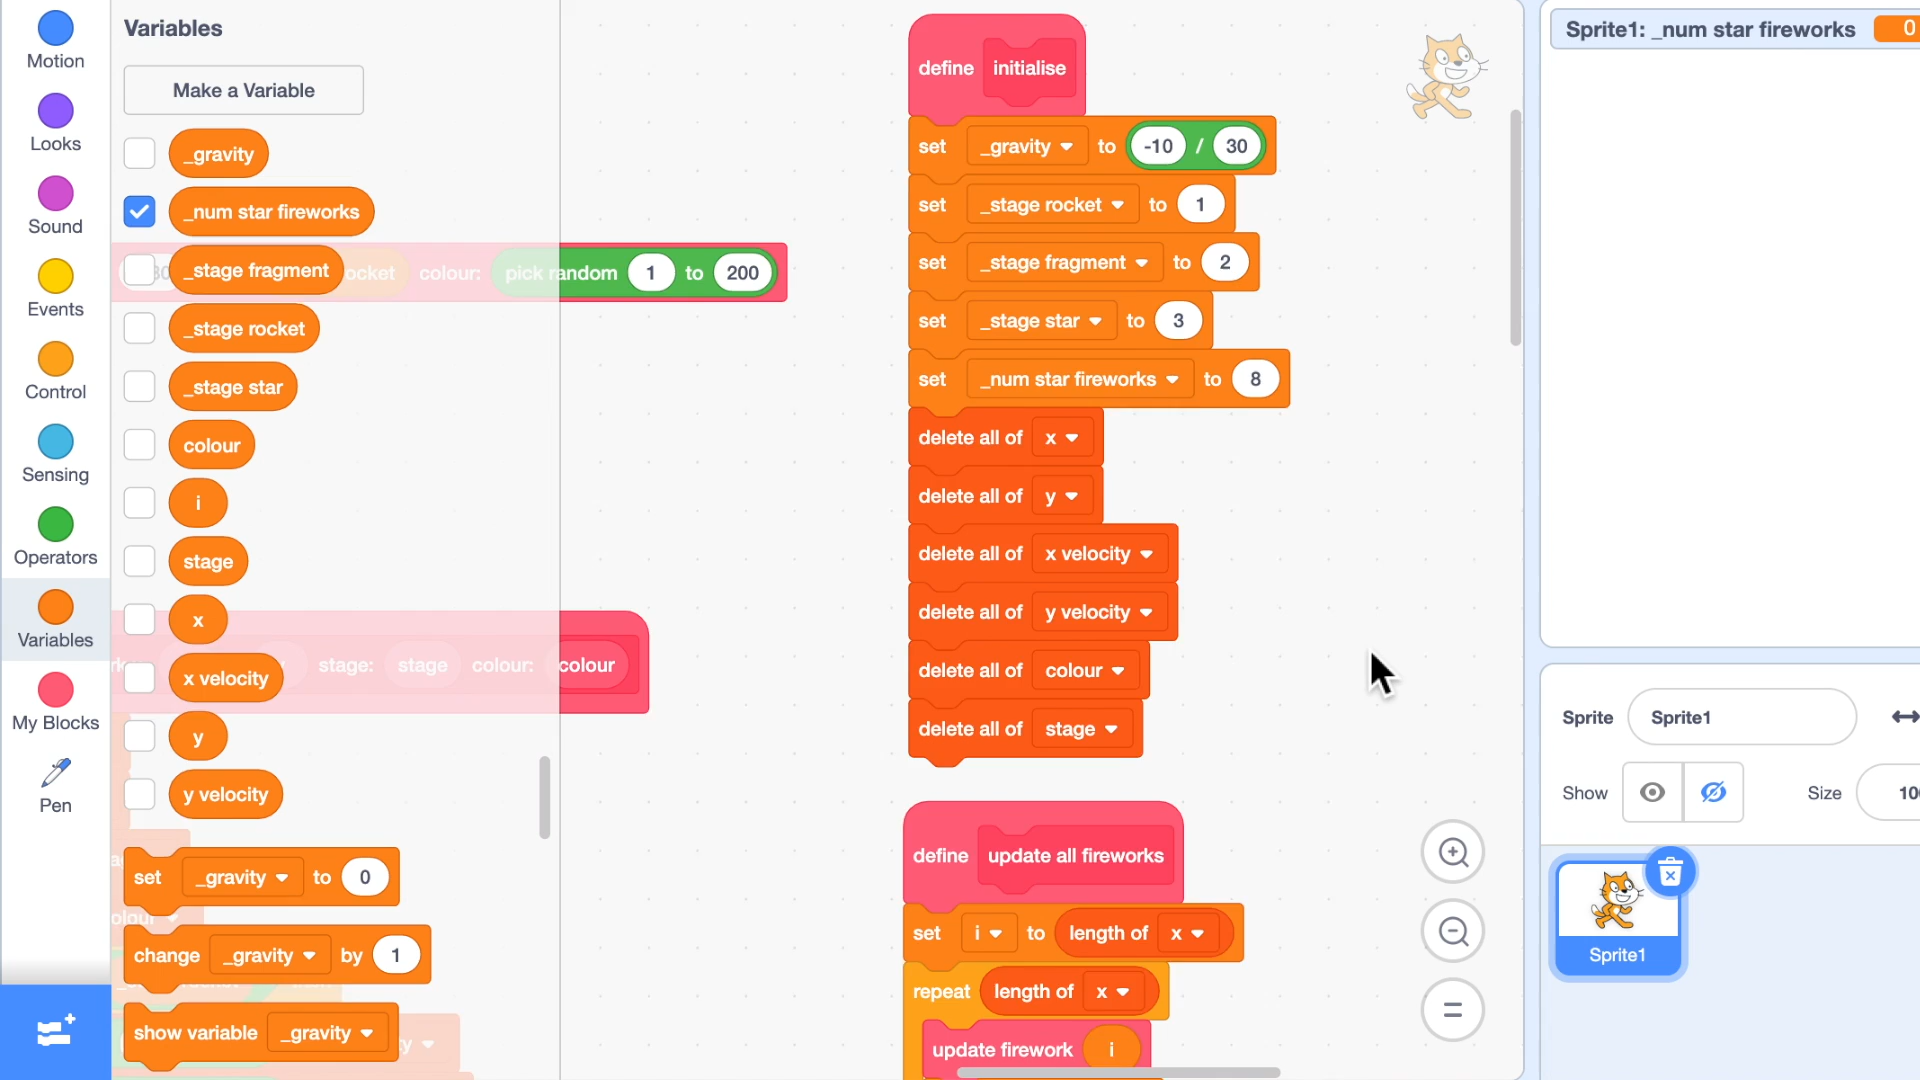 Motion
Looks
Sound
Events
Control
Sensing
Operators
Variables
My Blocks
Pen
Variables
Make a Variable
_gravity
_num star fireworks
_stage fragment
_stage rocket
_stage star
colour
i
stage
x
x velocity
y
y velocity
set _gravity to 0
change _gravity by 1
show variable _gravity
colour: pick random 1 to 200
stage: stage colour: colour
define initialise
set _gravity to -10 / 30
set _stage rocket to 1
set _stage fragment to 2
set _stage star to 3
set _num star fireworks to 8
delete all of x
delete all of y
delete all of x velocity
delete all of y velocity
delete all of colour
delete all of stage
define update all fireworks
set i to length of x
repeat length of x
update firework i
Sprite1: _num star fireworks 0
Sprite Sprite1
Show
Size
Sprite1